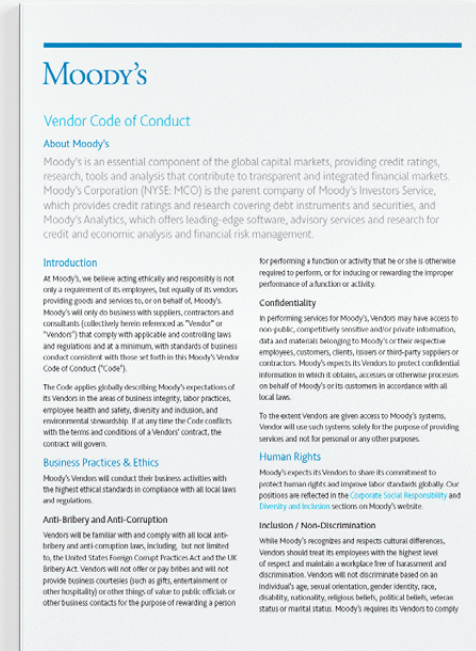 MOODY'S
Vendor Code of Conduct
About Moody's
Moody's is an essential component of the global capital markets, providing credit ratings,
research, tools and analysis that contribute to transparent and integrated financial markets.
Moody's Corporation (NYSE: MCO) is the parent company of Moody's Investors Service,
which provides credit ratings and research covering debt instruments and securities, and
Moody's Analytics, which offers leading-edge software, advisory services and research for
credit and economic analysis and financial risk management.
Introduction
At Moody's, we believe acting ethically and responsibly is not
only a requirement of its employees, but equally of its vendors
providing goods and services to, or on behalf of, Moody's.
Moody's will only do business with suppliers, contractors and
consultants (collectively herein referenced as "Vendor" or
"Vendors") that comply with applicable and controlling laws
and regulations and at a minimum, with standards of business
conduct consistent with those set forth in this Moody's Vendor
Code of Conduct ("Code").
The Code applies globally describing Moody's expectations of
its Vendors in the areas of business integrity, labor practices,
employee health and safety, diversity and inclusion, and
environmental stewardship. If at any time the Code conflicts
with the terms and conditions of a Vendors' contract, the
contract will govern.
Business Practices & Ethics
Moody's Vendors will conduct their business activities with
the highest ethical standards in compliance with all local laws
and regulations.
Anti-Bribery and Anti-Corruption
Vendors will be familiar with and comply with all local anti-
bribery and anti-corruption laws, including, but not limited
to, the United States Foreign Corrupt Practices Act and the UK
Bribery Act. Vendors will not offer or pay bribes and will not
provide business courtesies (such as gifts, entertainment or
other hospitality) or other things of value to public officials or
other business contacts for the purpose of rewarding a person
for performing a function or activity that he or she is otherwise
required to perform, or for inducing or rewarding the improper
performance of a function or activity.
Confidentiality
In performing services for Moody's, Vendors may have access to
non-public, competitively sensitive and/or private information,
data and materials belonging to Moody's or their respective
employees, customers, clients, issuers or third-party suppliers or
contractors. Moody's expects its Vendors to protect confidential
information in which it obtains, accesses or otherwise processes
on behalf of Moody's or its customers in accordance with all
local laws.
To the extent Vendors are given access to Moody's systems,
Vendor will use such systems solely for the purpose of providing
services and not for personal or any other purposes.
Human Rights
Moody's expects its Vendors to share its commitment to
protect human rights and improve labor standards globally. Our
positions are reflected in the Corporate Social Responsibility and
Diversity and Inclusion sections on Moody's website.
Inclusion / Non-Discrimination
While Moody's recognizes and respects cultural differences,
Vendors should treat its employees with the highest level
of respect and maintain a workplace free of harassment and
discrimination. Vendors will not discriminate based on an
individual's age, sexual orientation, gender identity, race,
disability, nationality, religious beliefs, political beliefs, veteran
status or marital status. Moody's requires its Vendors to comply